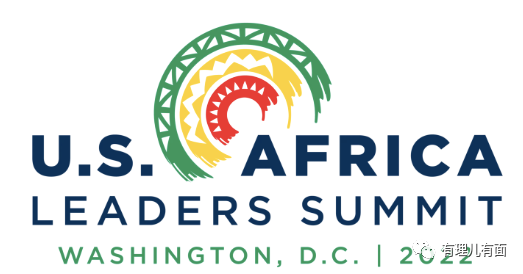 U.S. AFRICA
LEADERS SUMMIT
WASHINGTON, D.C. | 2022
有理儿有面